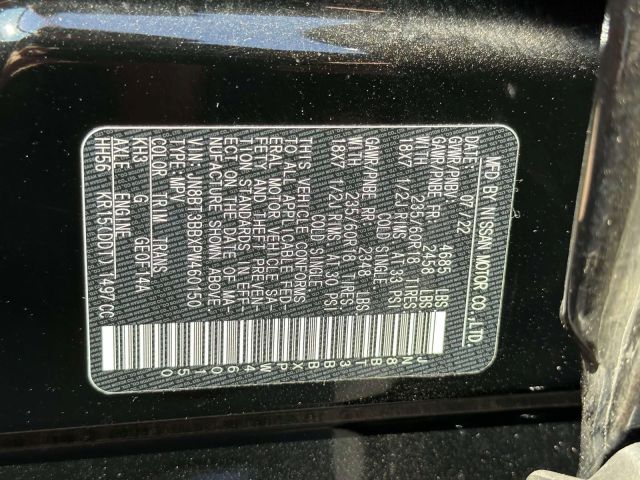 MFD BY NISSAN MOTOR CO., LTD.
DATE: 07/22
GVWR/PNBV: 4685 LBS
GAWR/PNBE FR 2458 LBS
WITH 235/60R18 TIRES
18X7 1/2J RIMS AT 33 PSI
COLD SINGLE
GAWR/PNBE RR 2348 LBS
WITH 235/60R18 TIRES
18X7 1/2J RIMS AT 30 PSI
COLD SINGLE
THIS VEHICLE CONFORMS
TO ALL APPLICABLE FED-
ERAL MOTOR VEHICLE SA-
FETY AND THEFT PREVEN-
TION STANDARDS IN EFF-
ECT ON THE DATE OF MA-
NUFACTURE SHOWN ABOVE.
VIN: JN8BT3BBXPW460150
TYPE: MPV
COLOR TRIM TRANS
KH3 G GE0F14A
AXLE ENGINE
HH56 KR15(DDT) 1497CC
JN8BT3BBXPW460150